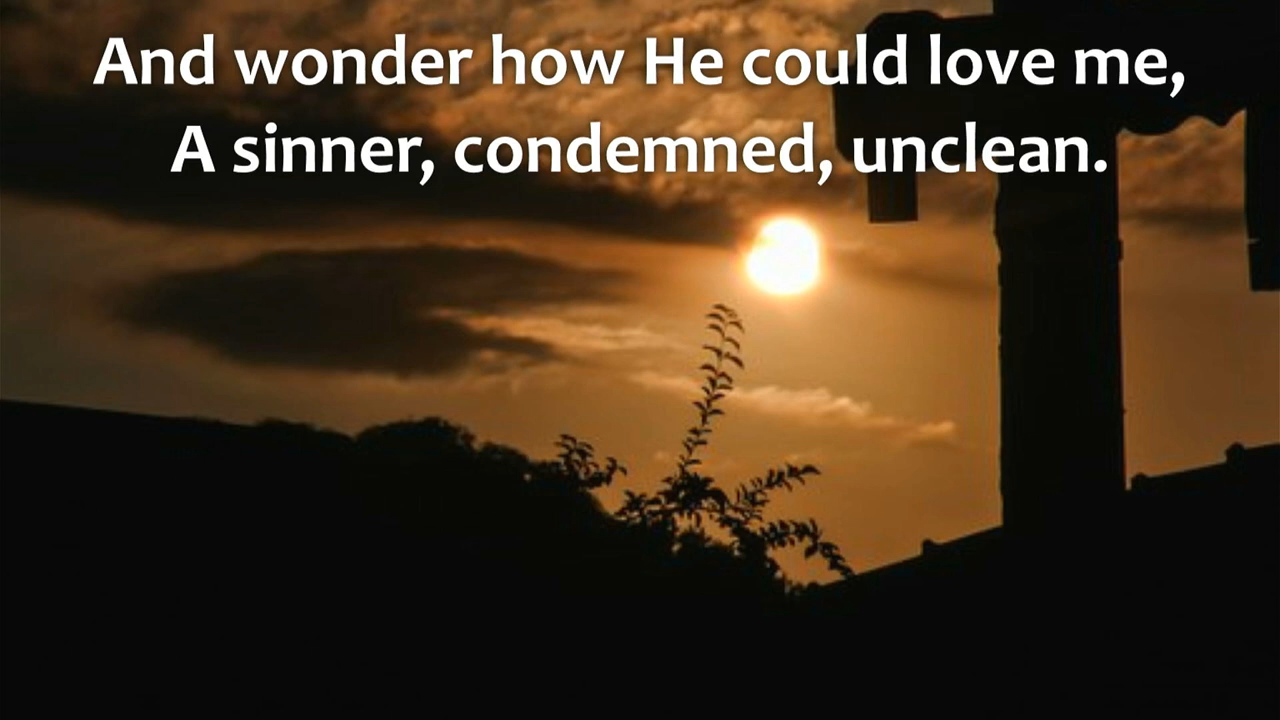 And wonder how He could love me,
A sinner, condemned, unclean.